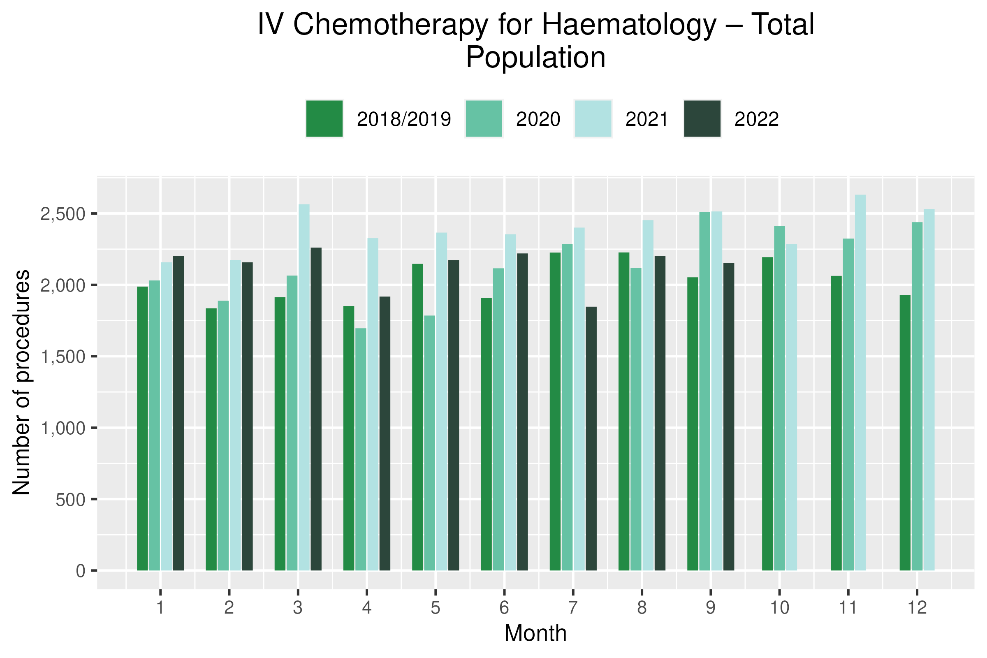 IV Chemotherapy for Haematology – Total
Population
2018/2019 2020 2021 2022
2,500
2,000
1,500
1,000
500
0
Number of procedures
1 2 3 4 5 6 7 8 9 10 11 12
Month